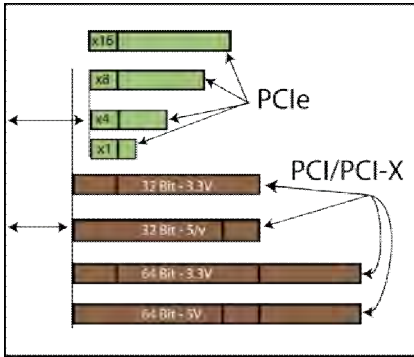 x16
x8
PCIe
x4
x1
PCI/PCI-X
32 Bit - 3.3V
32 Bit - 5v
64 Bit - 3.3V
64 Bit - 5V